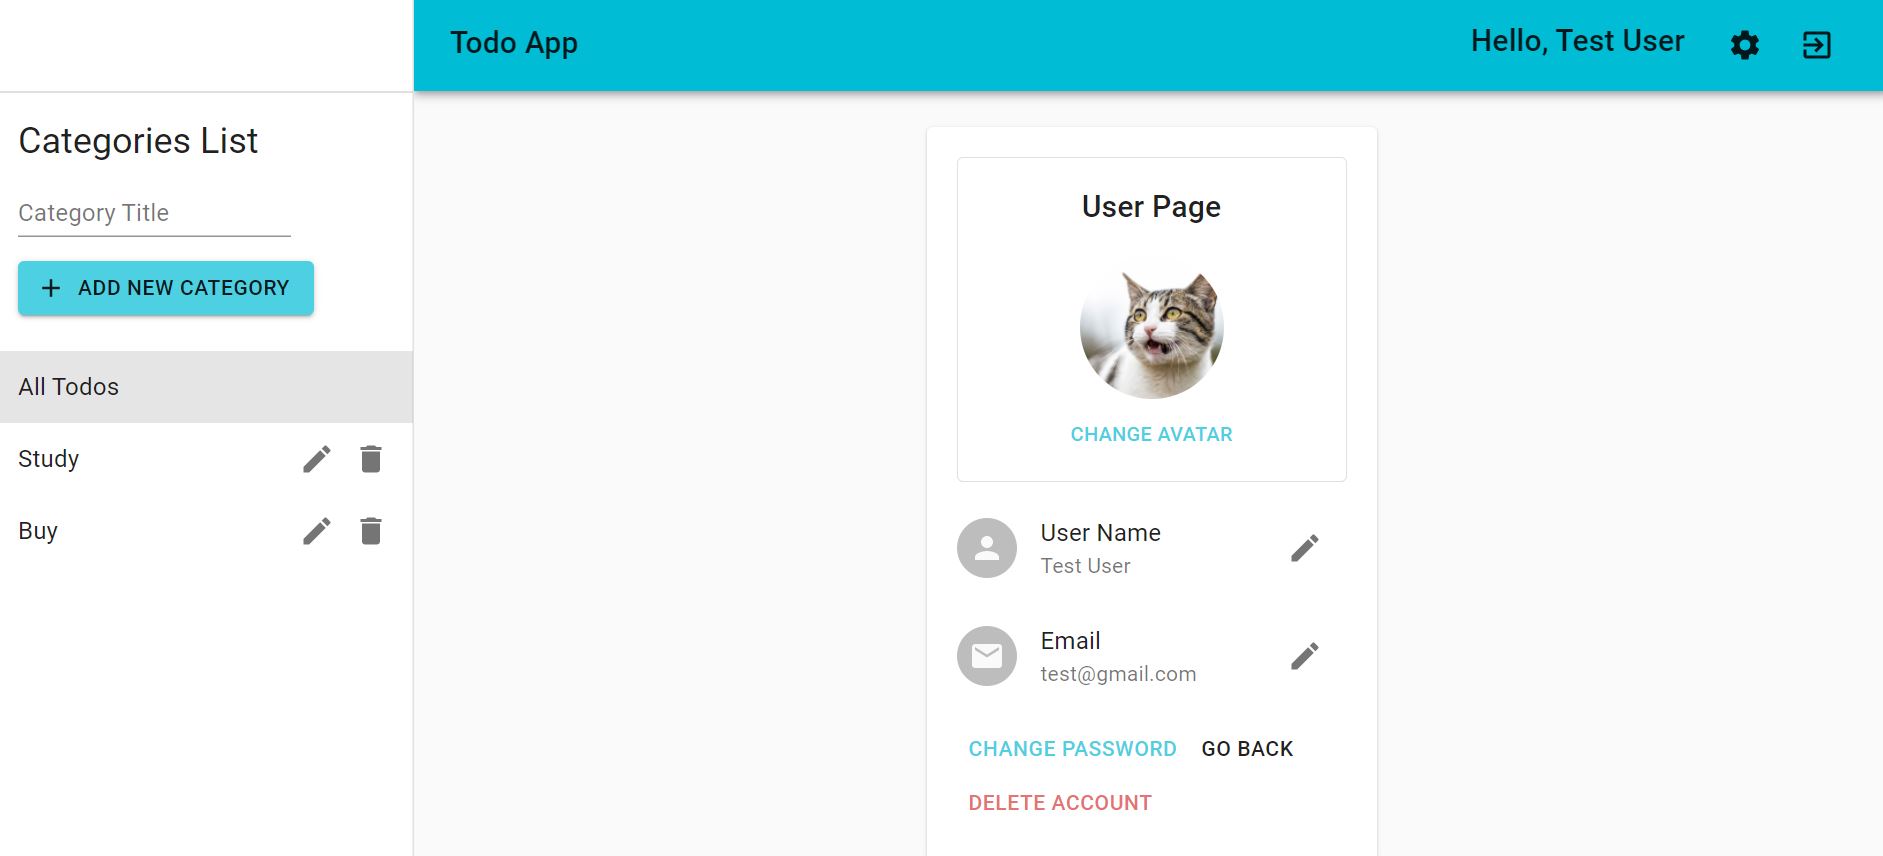 Todo App
Hello, Test User
Categories List
Category Title
ADD NEW CATEGORY
All Todos
Study
Buy
User Page
CHANGE AVATAR
User Name
Test User
Email
test@gmail.com
CHANGE PASSWORD GO BACK
DELETE ACCOUNT